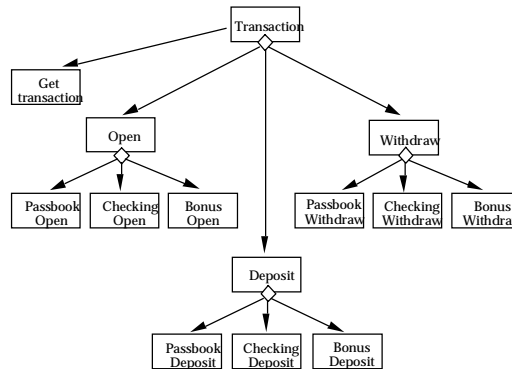 Transaction
Get
transaction
Open
Withdraw
Passbook
Open
Checking
Open
Bonus
Open
Passbook
Withdraw
Checking
Withdraw
Bonus
Withdraw
Deposit
Passbook
Deposit
Checking
Deposit
Bonus
Deposit